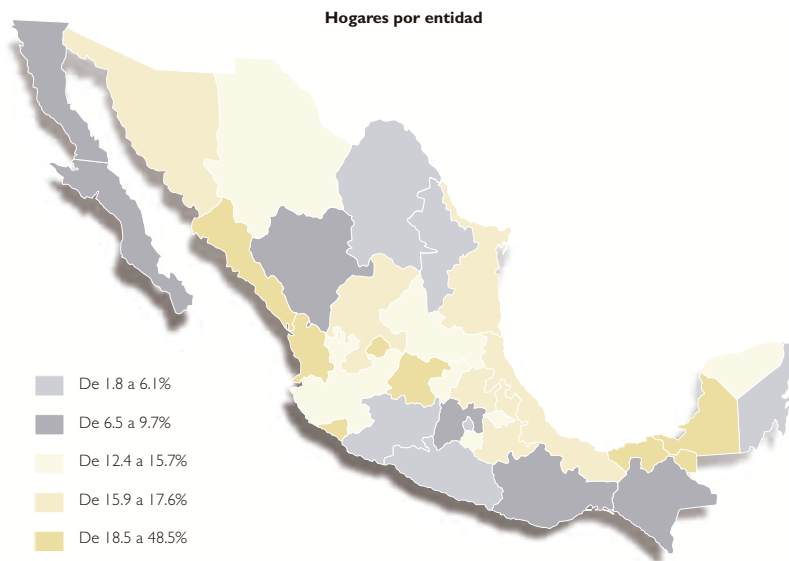 Hogares por entidad
De 1.8 a 6.1%
De 6.5 a 9.7%
De 12.4 a 15.7%
De 15.9 a 17.6%
De 18.5 a 48.5%